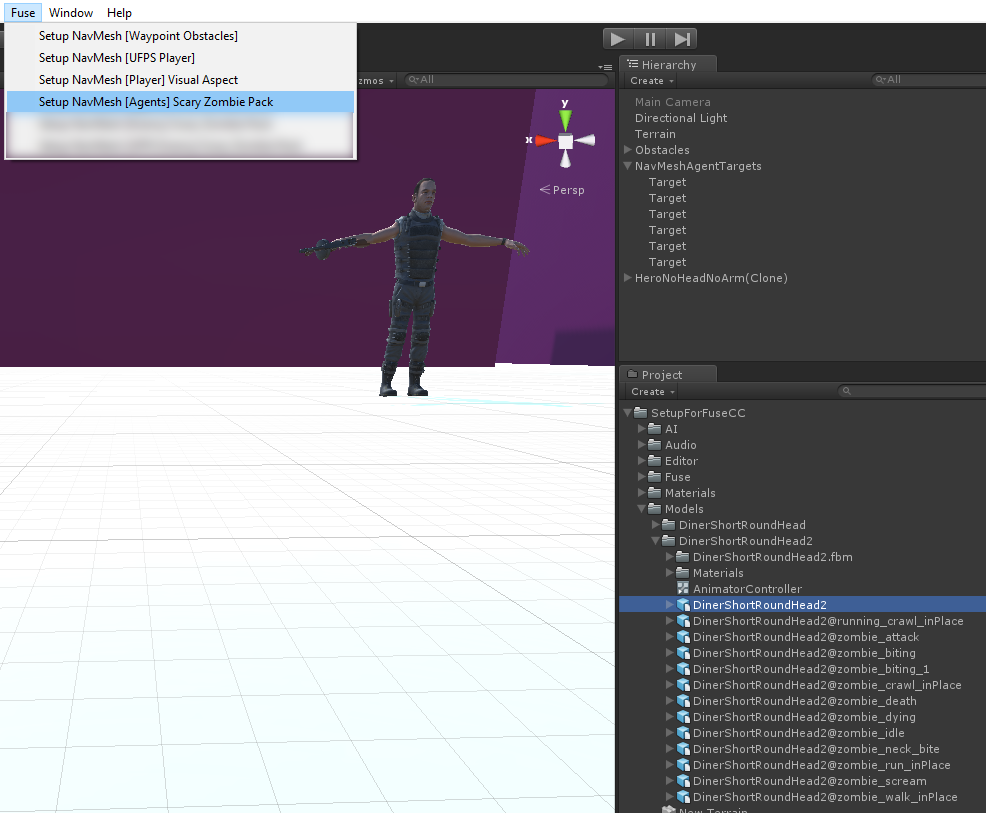 Fuse Window Help
Setup NavMesh [Waypoint Obstacles]
Setup NavMesh [UFPS Player]
Setup NavMesh [Player] Visual Aspect
Setup NavMesh [Agents] Scary Zombie Pack
zmos
All
y
x
Persp
Hierarchy
Create
All
Main Camera
Directional Light
Terrain
Obstacles
NavMeshAgentTargets
Target
Target
Target
Target
Target
Target
HeroNoHeadNoArm(Clone)
Project
Create
SetupForFuseCC
AI
Audio
Editor
Fuse
Materials
Models
DinerShortRoundHead
DinerShortRoundHead2
DinerShortRoundHead2.fbm
Materials
AnimatorController
DinerShortRoundHead2
DinerShortRoundHead2@running_crawl_inPlace
DinerShortRoundHead2@zombie_attack
DinerShortRoundHead2@zombie_biting
DinerShortRoundHead2@zombie_biting_1
DinerShortRoundHead2@zombie_crawl_inPlace
DinerShortRoundHead2@zombie_death
DinerShortRoundHead2@zombie_dying
DinerShortRoundHead2@zombie_idle
DinerShortRoundHead2@zombie_neck_bite
DinerShortRoundHead2@zombie_run_inPlace
DinerShortRoundHead2@zombie_scream
DinerShortRoundHead2@zombie_walk_inPlace
New Terrain